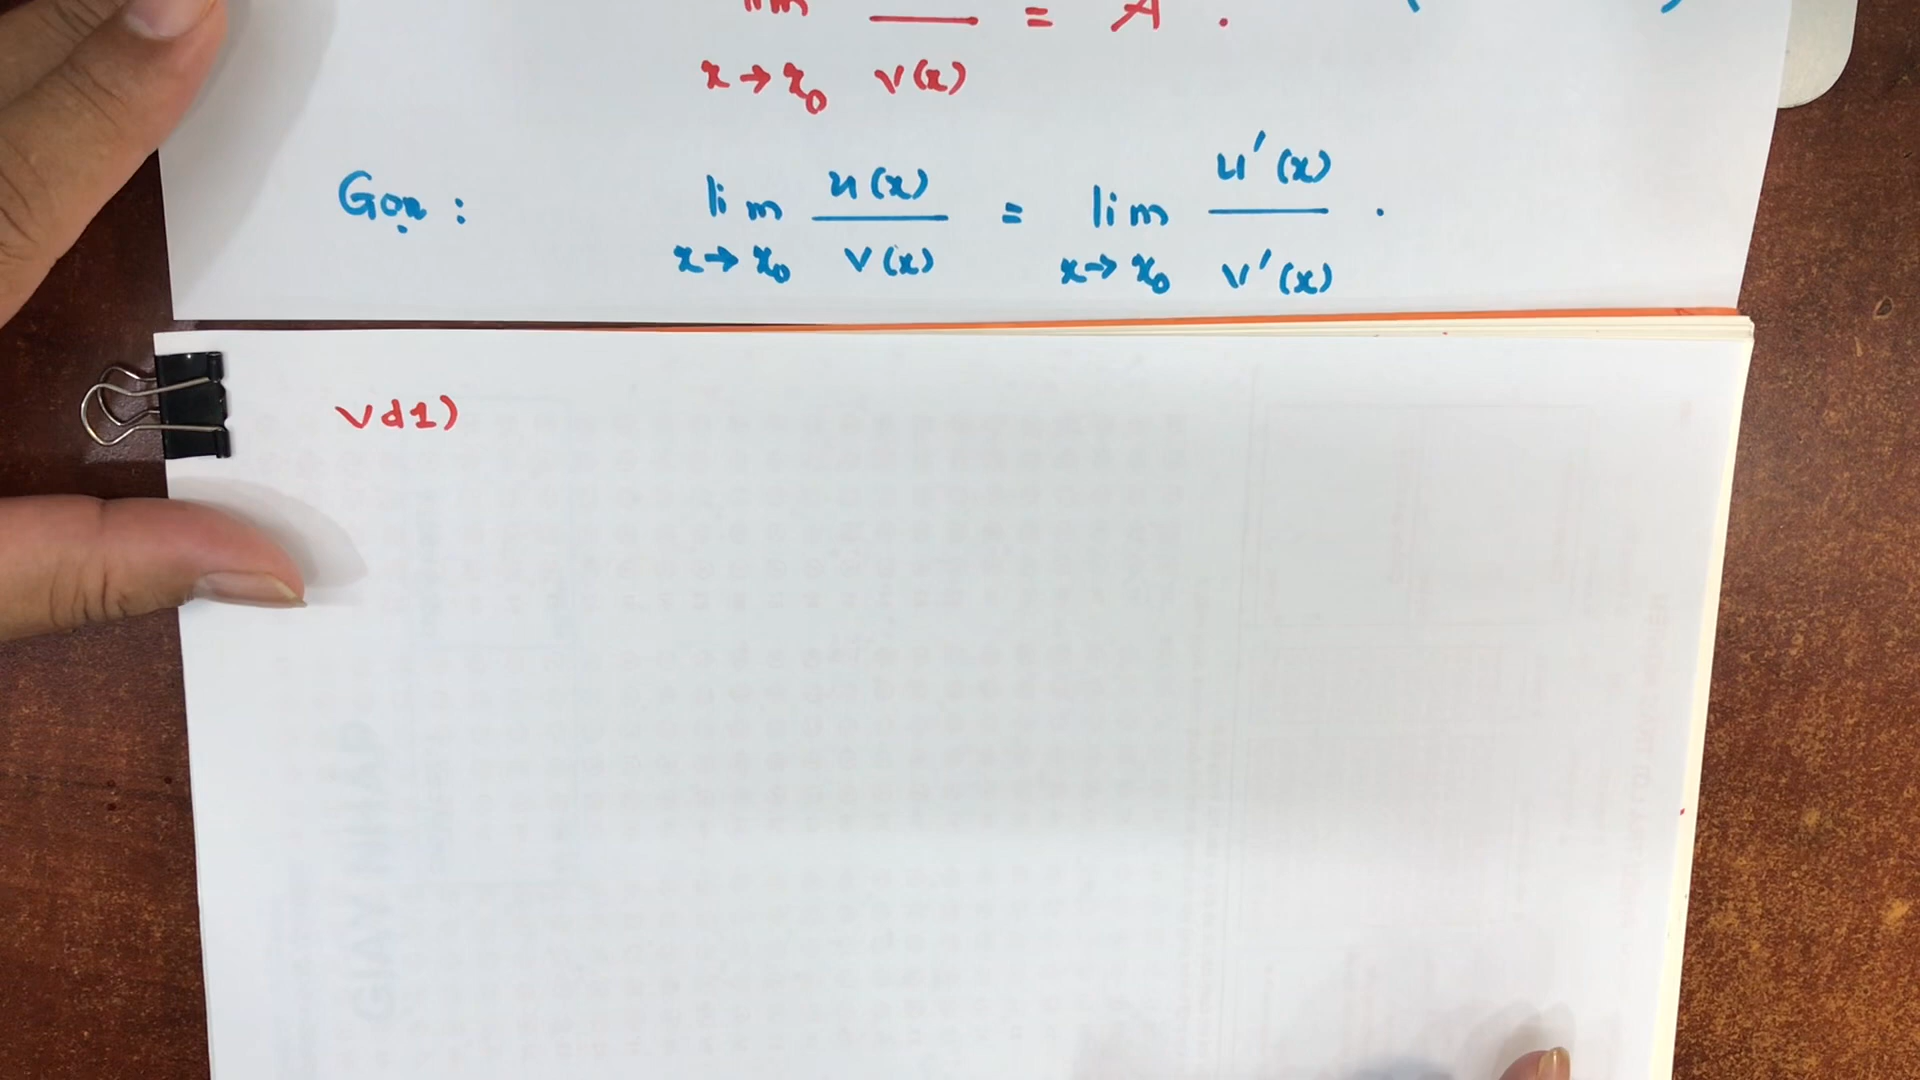 lim ――― = A .
x → x₀ v(x)
Gọn : lim u(x) = lim u'(x) .
x → x₀ v(x) x → x₀ v'(x)
Vd1)